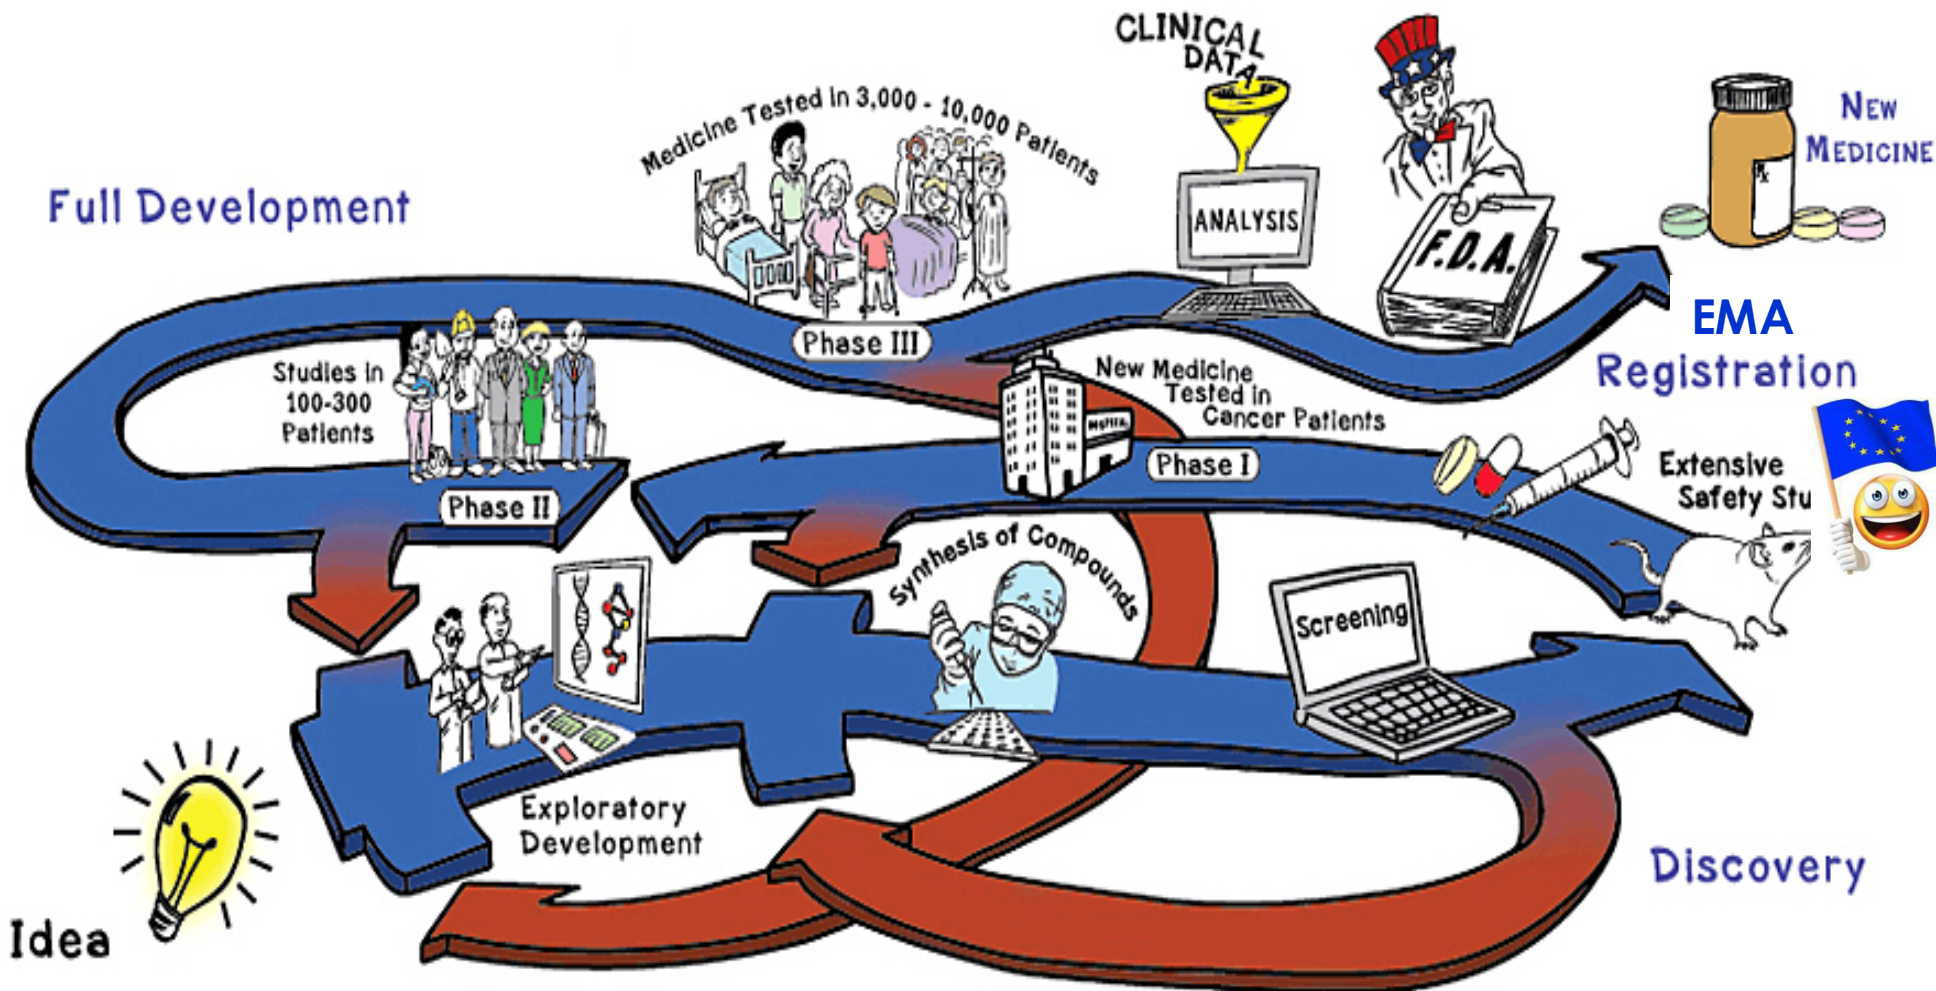 CLINICAL
DATA
Medicine Tested in 3,000 - 10,000 Patients
NEW
MEDICINE
Rx
ANALYSIS
F.D.A.
Full Development
EMA
Registration
Phase III
Studies in
100-300
Patients
New Medicine
Tested in
Cancer Patients
Phase I
Extensive
Safety Stu
Phase II
Synthesis of Compounds
Screening
Exploratory
Development
Discovery
Idea